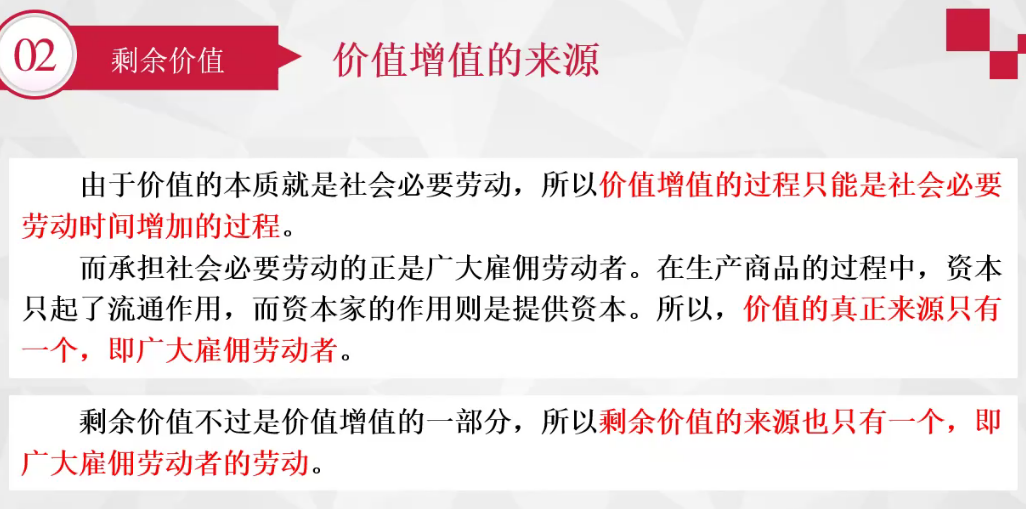 02
剩余价值
价值增值的来源
由于价值的本质就是社会必要劳动，所以价值增值的过程只能是社会必要
劳动时间增加的过程。
而承担社会必要劳动的正是广大雇佣劳动者。在生产商品的过程中，资本
只起了流通作用，而资本家的作用则是提供资本。所以，价值的真正来源只有
一个，即广大雇佣劳动者。
剩余价值不过是价值增值的一部分，所以剩余价值的来源也只有一个，即
广大雇佣劳动者的劳动。